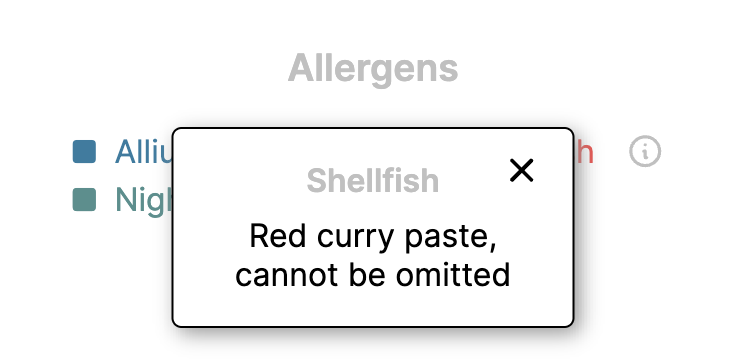 Allergens
Shellfish
Red curry paste,
cannot be omitted